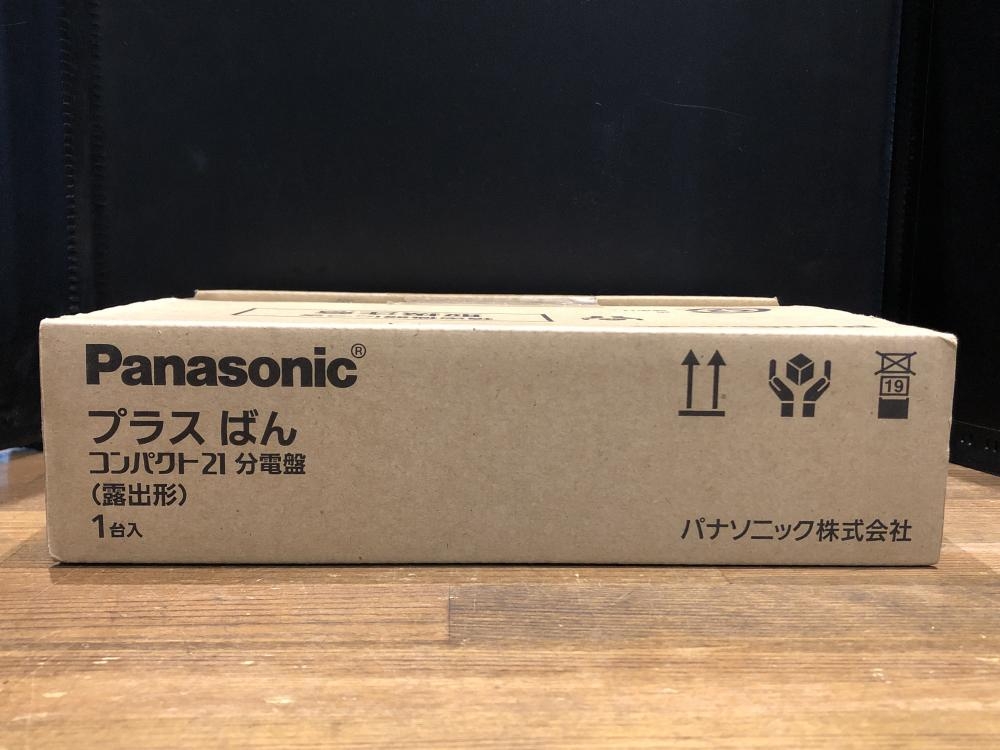 Panasonic®
プラス ばん
コンパクト21 分電盤
(露出形)
1台入
19
パナソニック株式会社